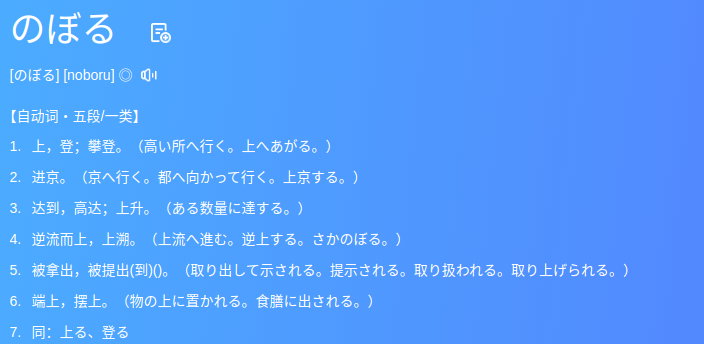 のぼる
[のぼる] [noboru] ◎
【自动词・五段/一类】
1. 上，登；攀登。（高い所へ行く。上へあがる。）
2. 进京。（京へ行く。都へ向かって行く。上京する。）
3. 达到，高达；上升。（ある数量に達する。）
4. 逆流而上，上溯。（上流へ進む。逆上する。さかのぼる。）
5. 被拿出，被提出(到)()。（取り出して示される。提示される。取り扱われる。取り上げられる。）
6. 端上，摆上。（物の上に置かれる。食膳に出される。）
7. 同：上る、登る